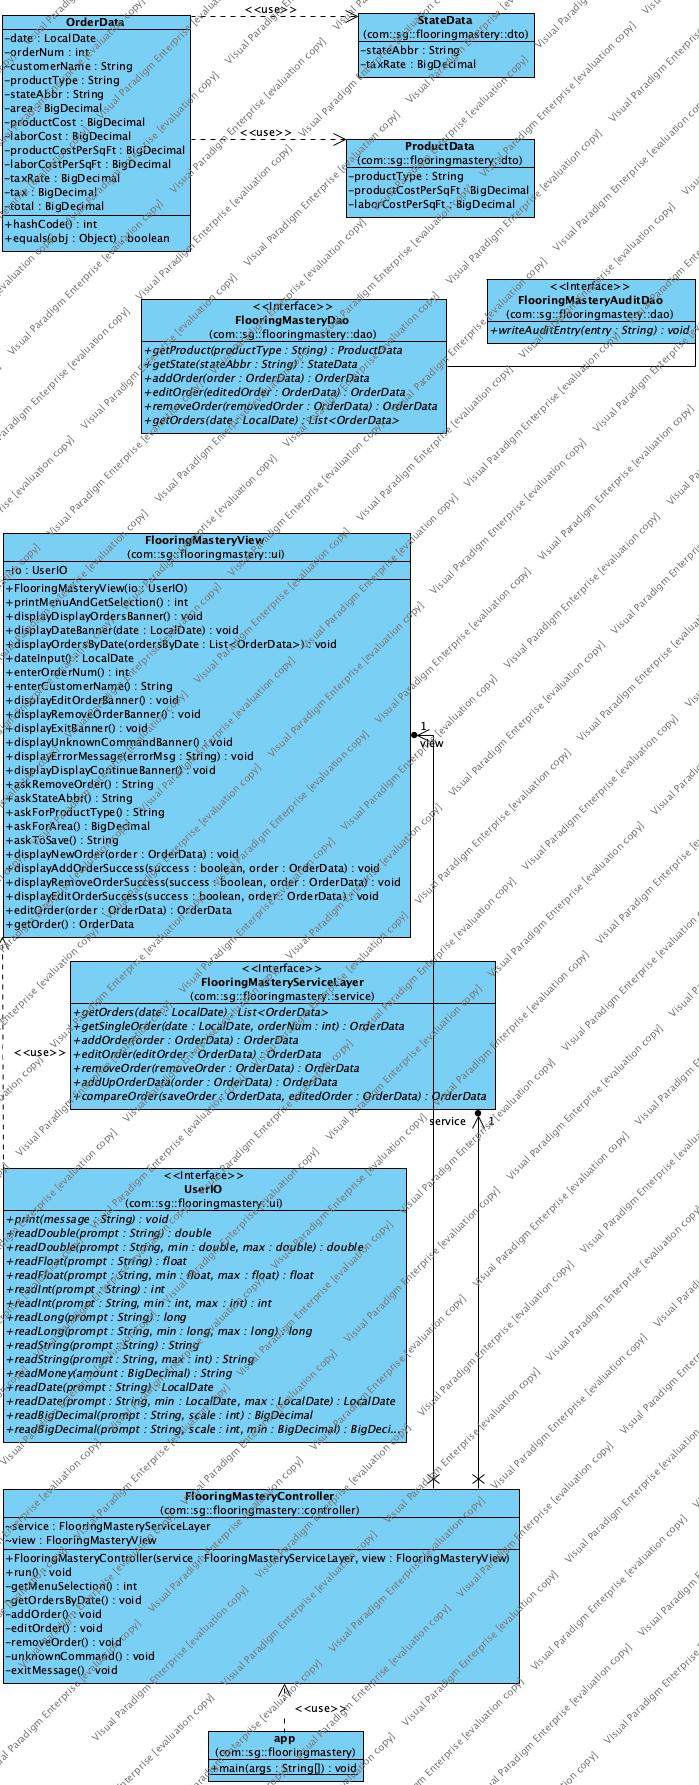 OrderData
-date : LocalDate
-orderNum : int
-customerName : String
-productType : String
-stateAbbr : String
-area : BigDecimal
-productCost : BigDecimal
-laborCost : BigDecimal
-productCostPerSqFt : BigDecimal
-laborCostPerSqFt : BigDecimal
-taxRate : BigDecimal
-tax : BigDecimal
-total : BigDecimal
+hashCode() : int
+equals(obj : Object) : boolean
<<use>>
StateData
(com::sg::flooringmastery::dto)
-stateAbbr : String
-taxRate : BigDecimal
<<use>>
ProductData
(com::sg::flooringmastery::dto)
-productType : String
-productCostPerSqFt : BigDecimal
-laborCostPerSqFt : BigDecimal
<<Interface>>
FlooringMasteryDao
(com::sg::flooringmastery::dao)
+getProduct(productType : String) : ProductData
+getState(stateAbbr : String) : StateData
+addOrder(order : OrderData) : OrderData
+editOrder(editedOrder : OrderData) : OrderData
+removeOrder(removedOrder : OrderData) : OrderData
+getOrders(date : LocalDate) : List<OrderData>
<<Interface>>
FlooringMasteryAuditDao
(com::sg::flooringmastery::dao)
+writeAuditEntry(entry : String) : void
FlooringMasteryView
(com::sg::flooringmastery::ui)
~io : UserIO
+FlooringMasteryView(io : UserIO)
+printMenuAndGetSelection() : int
+displayDisplayOrdersBanner() : void
+displayDateBanner(date : LocalDate) : void
+displayOrdersByDate(ordersByDate : List<OrderData>) : void
+dateInput() : LocalDate
+enterOrderNum() : int
+enterCustomerName() : String
+displayEditOrderBanner() : void
+displayRemoveOrderBanner() : void
+displayExitBanner() : void
+displayUnknownCommandBanner() : void
+displayErrorMessage(errorMsg : String) : void
+displayDisplayContinueBanner() : void
+askRemoveOrder() : String
+askStateAbbr() : String
+askForProductType() : String
+askForArea() : BigDecimal
+askToSave() : String
+displayNewOrder(order : OrderData) : void
+displayAddOrderSuccess(success : boolean, order : OrderData) : void
+displayRemoveOrderSuccess(success : boolean, order : OrderData) : void
+displayEditOrderSuccess(success : boolean, order : OrderData) : void
+editOrder(order : OrderData) : OrderData
+getOrder() : OrderData
1
view
<<Interface>>
FlooringMasteryServiceLayer
(com::sg::flooringmastery::service)
+getOrders(date : LocalDate) : List<OrderData>
+getSingleOrder(date : LocalDate, orderNum : int) : OrderData
+addOrder(order : OrderData) : OrderData
+editOrder(editOrder : OrderData) : OrderData
+removeOrder(removeOrder : OrderData) : OrderData
+addUpOrderData(order : OrderData) : OrderData
+compareOrder(saveOrder : OrderData, editedOrder : OrderData) : OrderData
<<use>>
service
1
<<Interface>>
UserIO
(com::sg::flooringmastery::ui)
+print(message : String) : void
+readDouble(prompt : String) : double
+readDouble(prompt : String, min : double, max : double) : double
+readFloat(prompt : String) : float
+readFloat(prompt : String, min : float, max : float) : float
+readInt(prompt : String) : int
+readInt(prompt : String, min : int, max : int) : int
+readLong(prompt : String) : long
+readLong(prompt : String, min : long, max : long) : long
+readString(prompt : String) : String
+readString(prompt : String, max : int) : String
+readMoney(amount : BigDecimal) : String
+readDate(prompt : String) : LocalDate
+readDate(prompt : String, min : LocalDate, max : LocalDate) : LocalDate
+readBigDecimal(prompt : String, scale : int) : BigDecimal
+readBigDecimal(prompt : String, scale : int, min : BigDecimal) : BigDeci...
FlooringMasteryController
(com::sg::flooringmastery::controller)
~service : FlooringMasteryServiceLayer
~view : FlooringMasteryView
+FlooringMasteryController(service : FlooringMasteryServiceLayer, view : FlooringMasteryView)
+run() : void
-getMenuSelection() : int
-getOrdersByDate() : void
-addOrder() : void
-editOrder() : void
-removeOrder() : void
-unknownCommand() : void
-exitMessage() : void
<<use>>
app
(com::sg::flooringmastery)
+main(args : String[]) : void
Visual Paradigm Enterprise [evaluation copy]